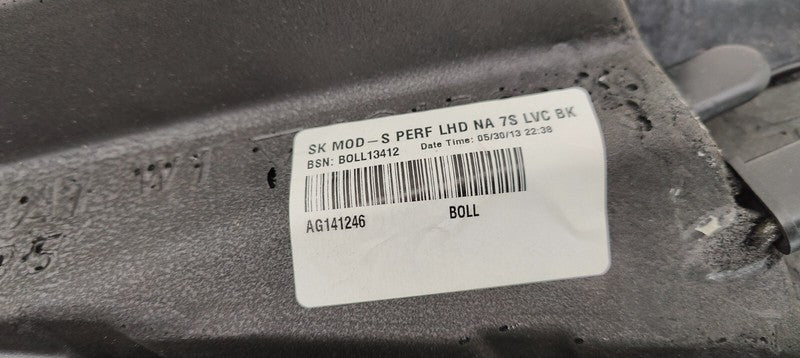 SK MOD-S PERF LHD NA 7S LVC BK
BSN: BOLL13412 Date Time: 05/30/13 22:38
AG141246 BOLL